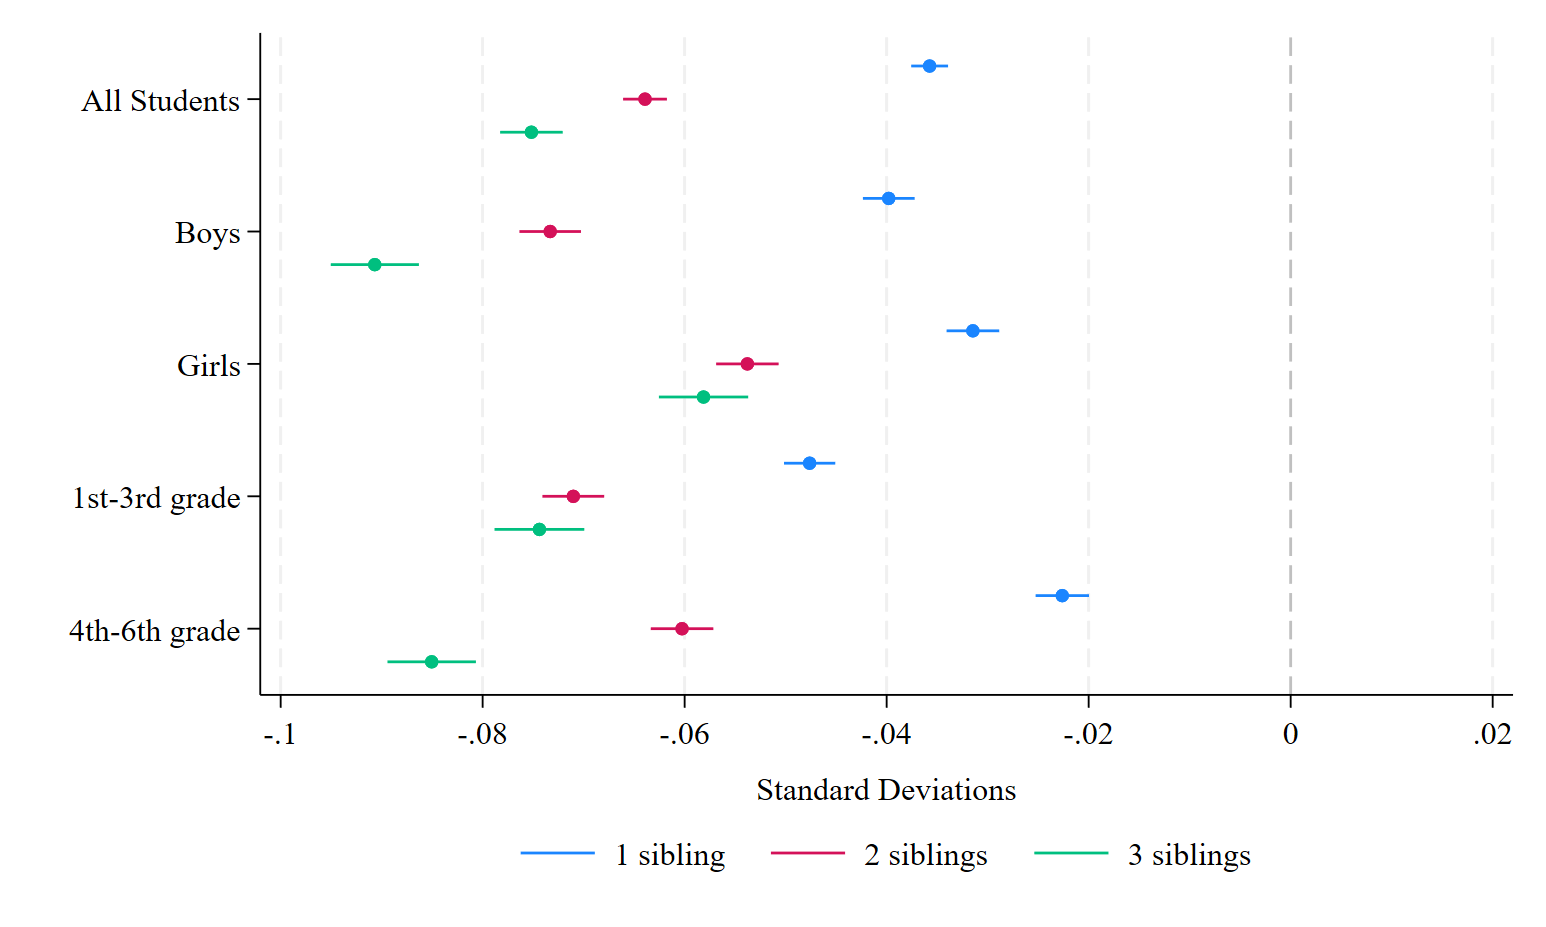 All Students
Boys
Girls
1st-3rd grade
4th-6th grade
-.1 -.08 -.06 -.04 -.02 0 .02
Standard Deviations
1 sibling 2 siblings 3 siblings